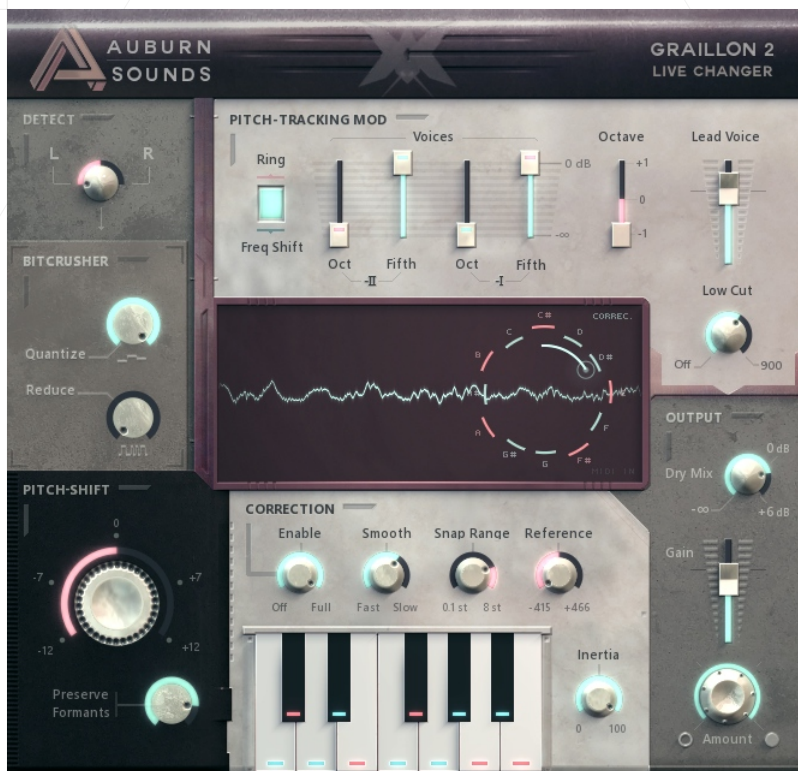 AUBURN
SOUNDS
GRAILLON 2
LIVE CHANGER
DETECT
L R
PITCH-TRACKING MOD
Voices
Octave
Lead Voice
Ring
Freq Shift
0 dB
-∞
+1
0
-1
Oct Fifth Oct Fifth
-II -I
Low Cut
Off 900
BITCRUSHER
Quantize
Reduce
CORREC.
C#
C D
B D#
A F
G# F#
G
MIDI IN
OUTPUT
0 dB
Dry Mix
-∞ +6 dB
Gain
Amount
PITCH-SHIFT
0
-7 +7
-12 +12
Preserve
Formants
CORRECTION
Enable Smooth Snap Range Reference
Off Full Fast Slow 0.1 st 8 st -415 +466
Inertia
0 100